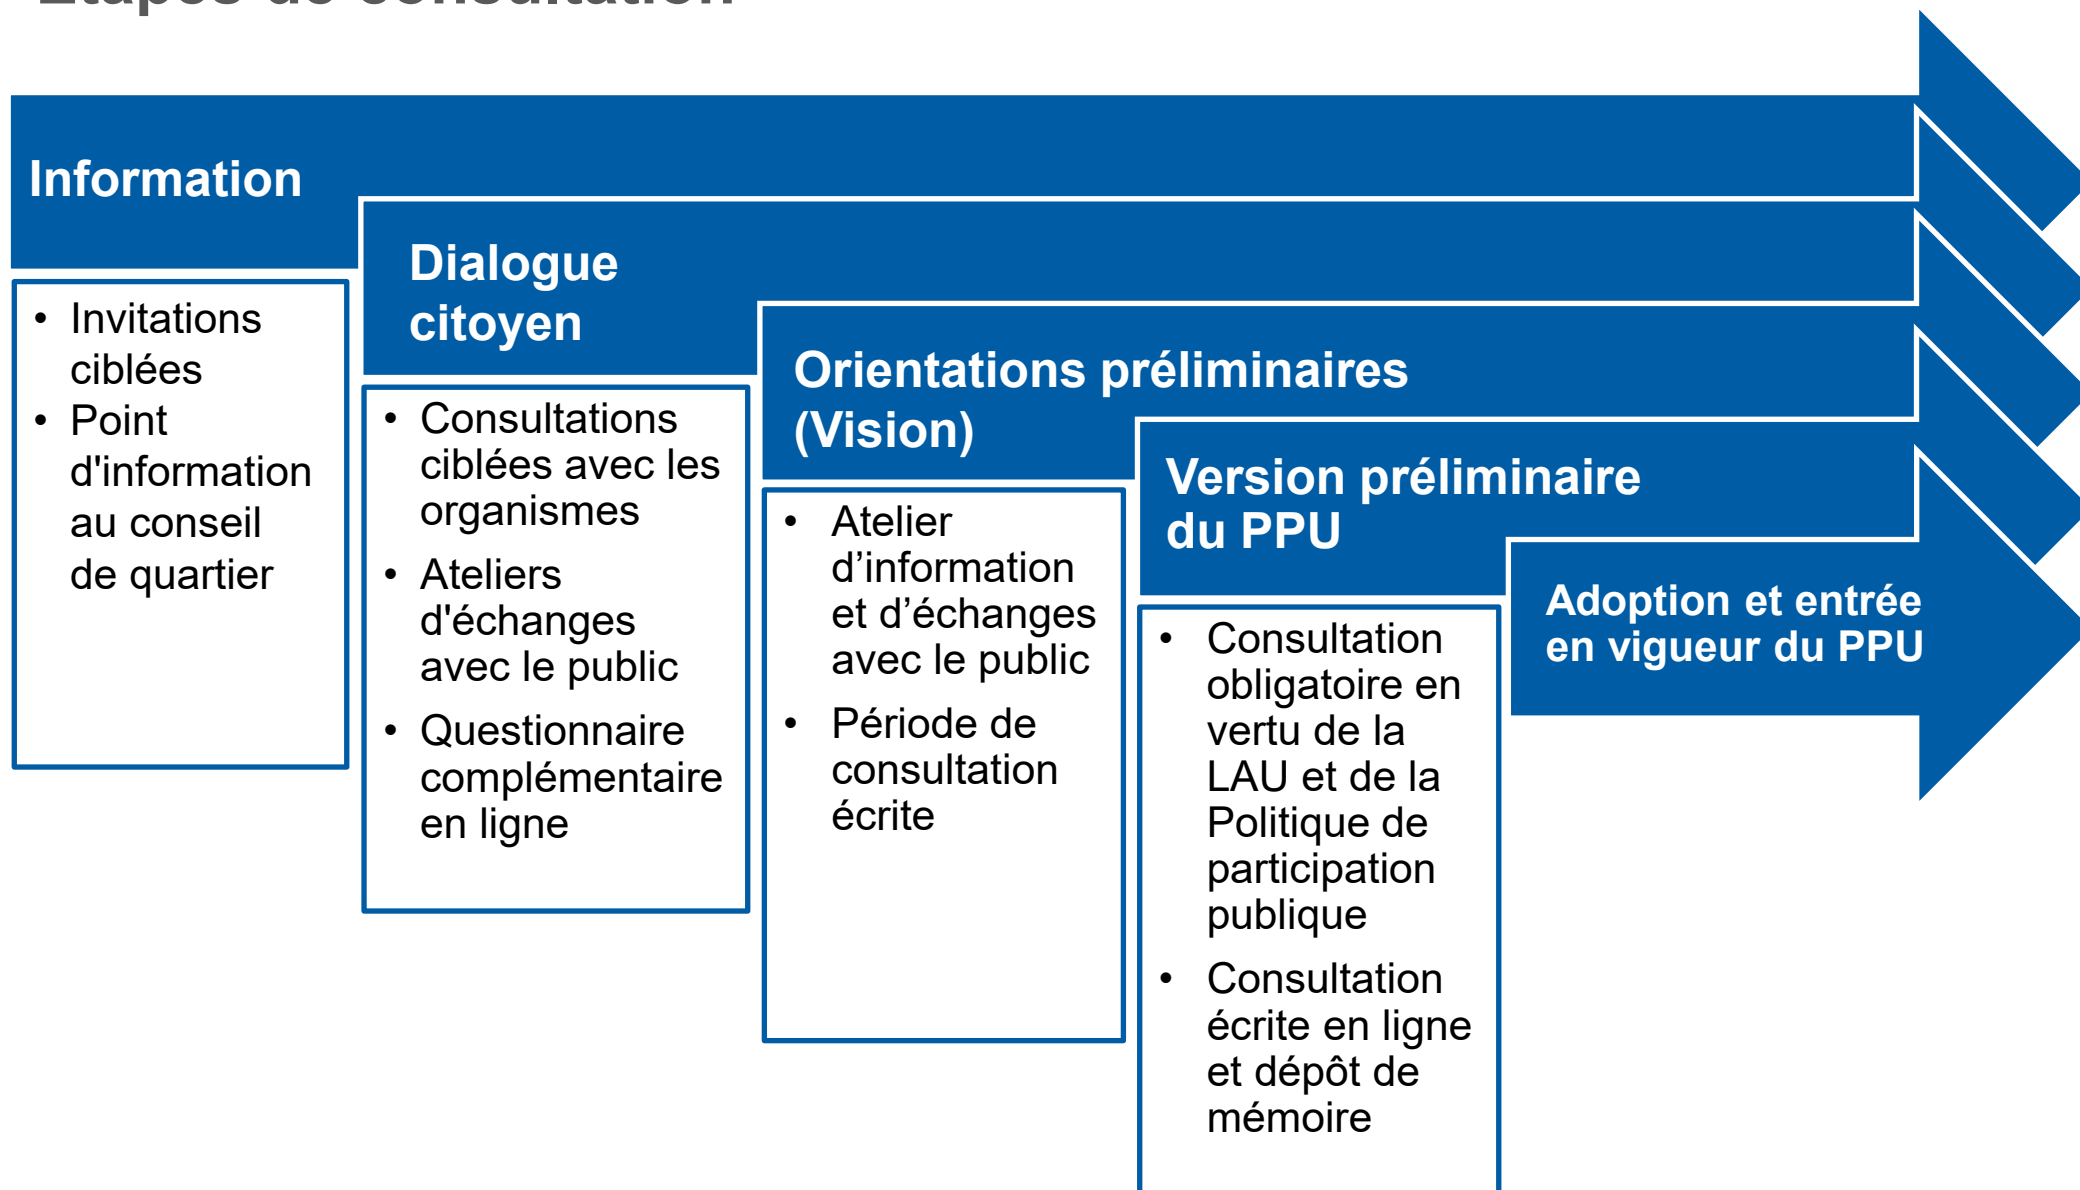 Étapes de consultation
Information
• Invitations
ciblées
• Point
d'information
au conseil
de quartier
Dialogue
citoyen
• Consultations
ciblées avec les
organismes
• Ateliers
d'échanges
avec le public
• Questionnaire
complémentaire
en ligne
Orientations préliminaires
(Vision)
• Atelier
d’information
et d’échanges
avec le public
• Période de
consultation
écrite
Version préliminaire
du PPU
• Consultation
obligatoire en
vertu de la
LAU et de la
Politique de
participation
publique
• Consultation
écrite en ligne
et dépôt de
mémoire
Adoption et entrée
en vigueur du PPU